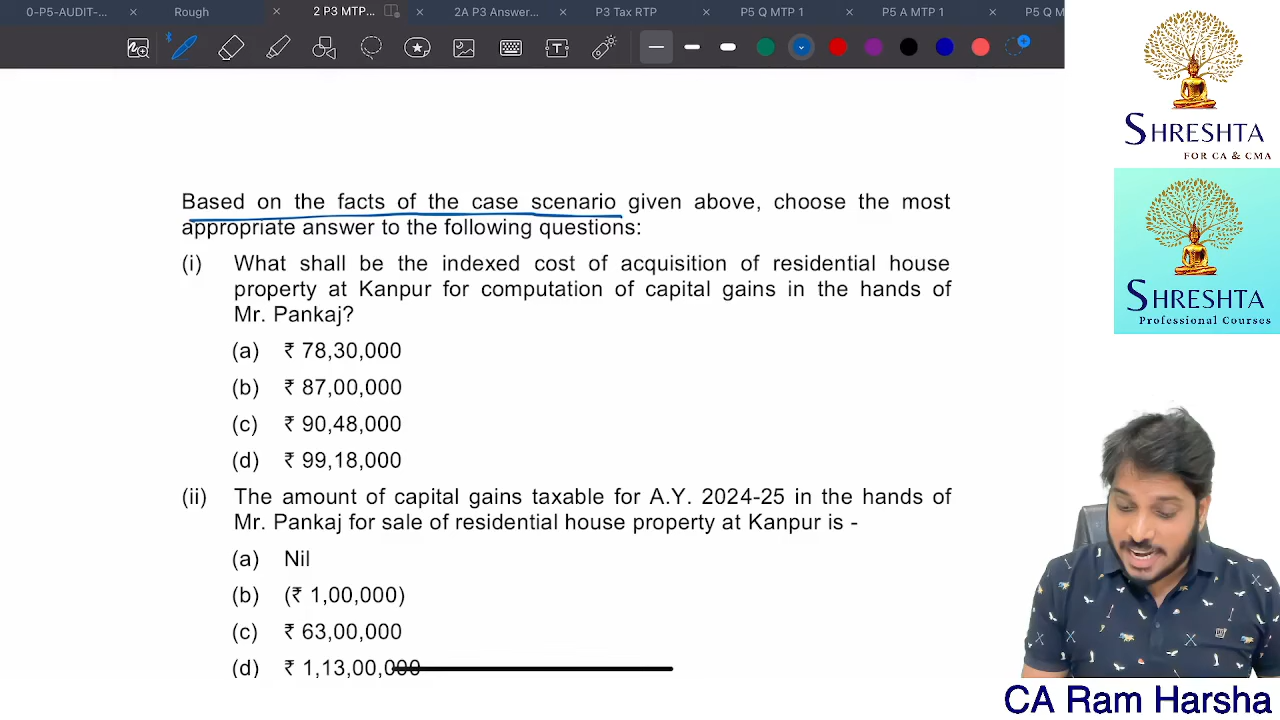 0-P5-AUDIT-...
Rough
2 P3 MTP...
2A P3 Answer...
P3 Tax RTP
P5 Q MTP 1
P5 A MTP 1
P5 Q M
SHRESHTA
FOR CA & CMA
SHRESHTA
Professional Courses
Based on the facts of the case scenario given above, choose the most
appropriate answer to the following questions:
(i) What shall be the indexed cost of acquisition of residential house
property at Kanpur for computation of capital gains in the hands of
Mr. Pankaj?
(a) ₹ 78,30,000
(b) ₹ 87,00,000
(c) ₹ 90,48,000
(d) ₹ 99,18,000
(ii) The amount of capital gains taxable for A.Y. 2024-25 in the hands of
Mr. Pankaj for sale of residential house property at Kanpur is -
(a) Nil
(b) (₹ 1,00,000)
(c) ₹ 63,00,000
(d) ₹ 1,13,00,000
CA Ram Harsha